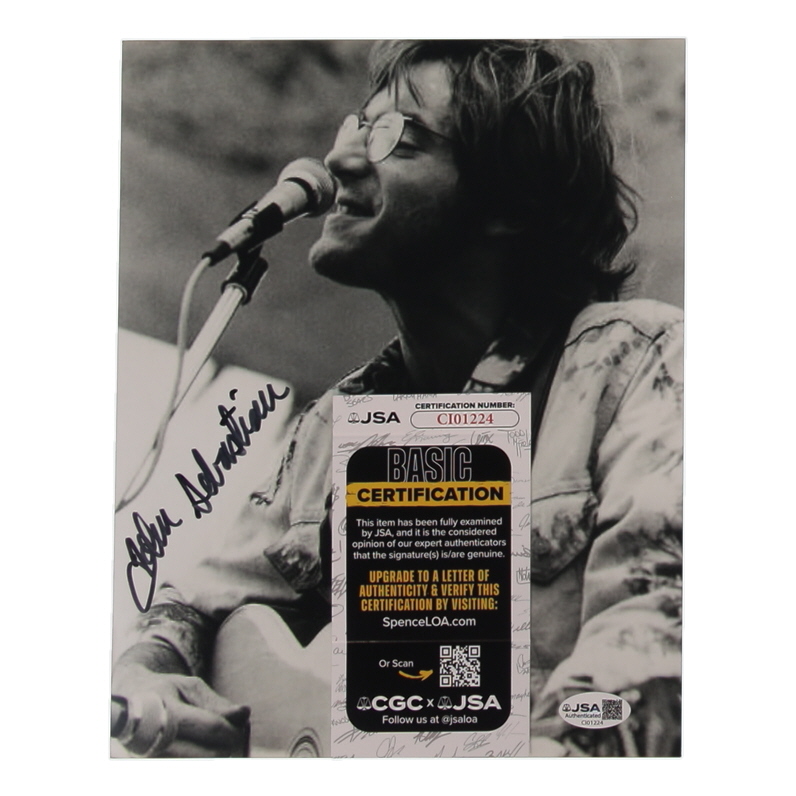 John Sebastian
JSA
CERTIFICATION NUMBER:
CI01224
BASIC
CERTIFICATION
This item has been fully examined
by JSA, and it is the considered
opinion of our expert authenticators
that the signature(s) is/are genuine.
UPGRADE TO A LETTER OF
AUTHENTICITY & VERIFY THIS
CERTIFICATION BY VISITING:
SpenceLOA.com
Or Scan
CGC x JSA
Follow us at @jsaloa
JSA
Authenticated
CI01224